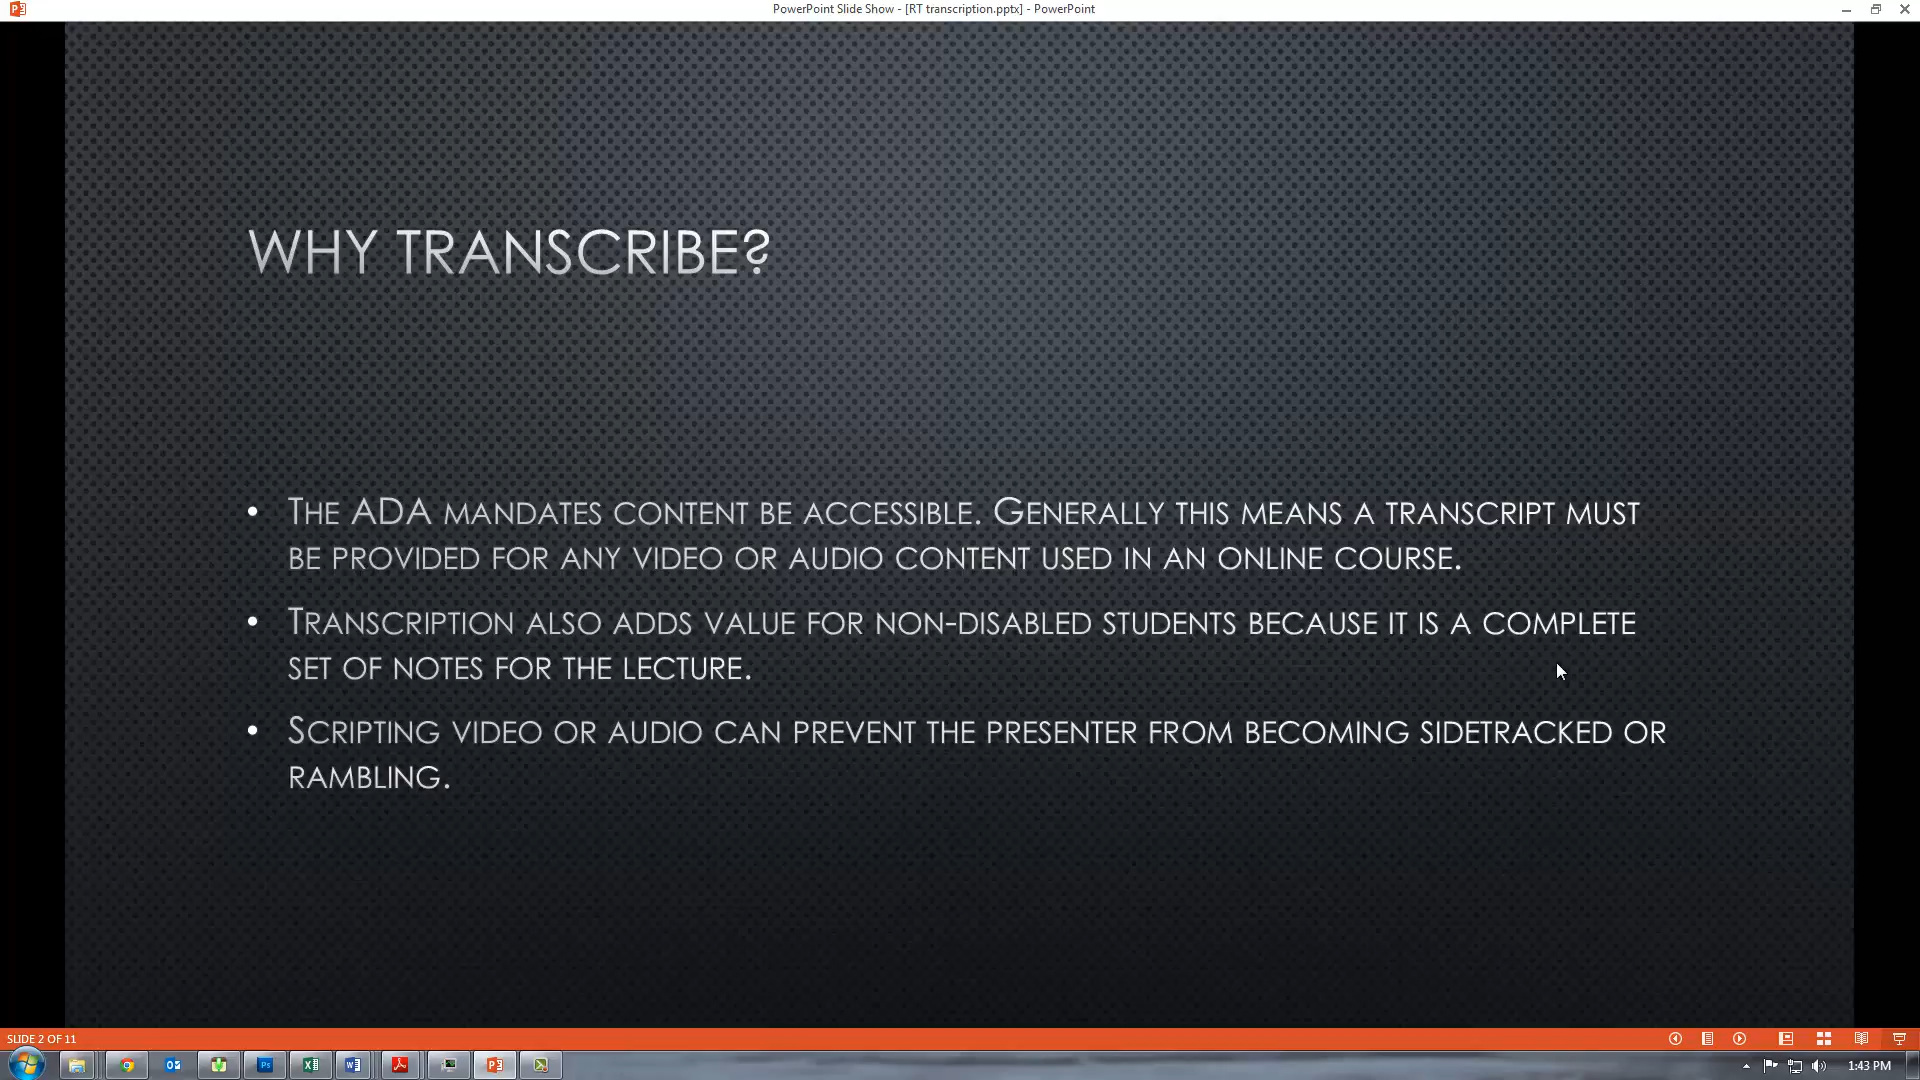 PowerPoint Slide Show - [RT transcription.pptx] - PowerPoint
WHY TRANSCRIBE?
• THE ADA MANDATES CONTENT BE ACCESSIBLE. GENERALLY THIS MEANS A TRANSCRIPT MUST
BE PROVIDED FOR ANY VIDEO OR AUDIO CONTENT USED IN AN ONLINE COURSE.
• TRANSCRIPTION ALSO ADDS VALUE FOR NON-DISABLED STUDENTS BECAUSE IT IS A COMPLETE
SET OF NOTES FOR THE LECTURE.
• SCRIPTING VIDEO OR AUDIO CAN PREVENT THE PRESENTER FROM BECOMING SIDETRACKED OR
RAMBLING.
SLIDE 2 OF 11
1:43 PM